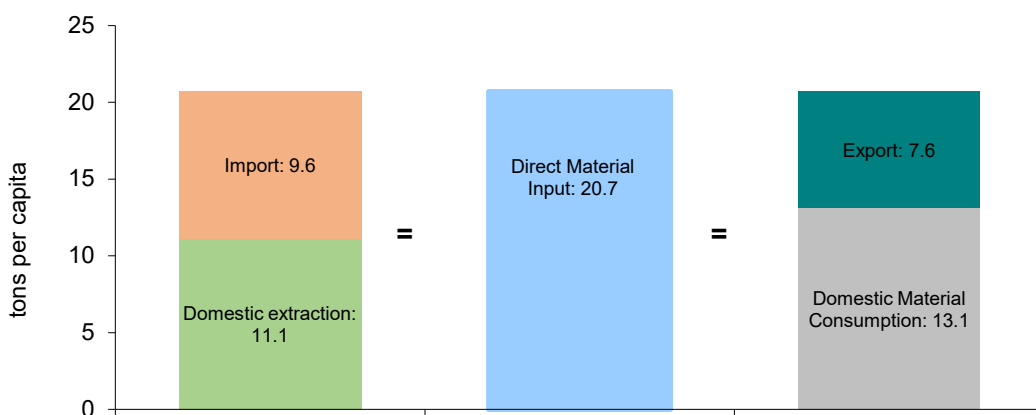 25
20
15
10
5
0
tons per capita
Import: 9.6
Domestic extraction:
11.1
=
Direct Material
Input: 20.7
=
Export: 7.6
Domestic Material
Consumption: 13.1